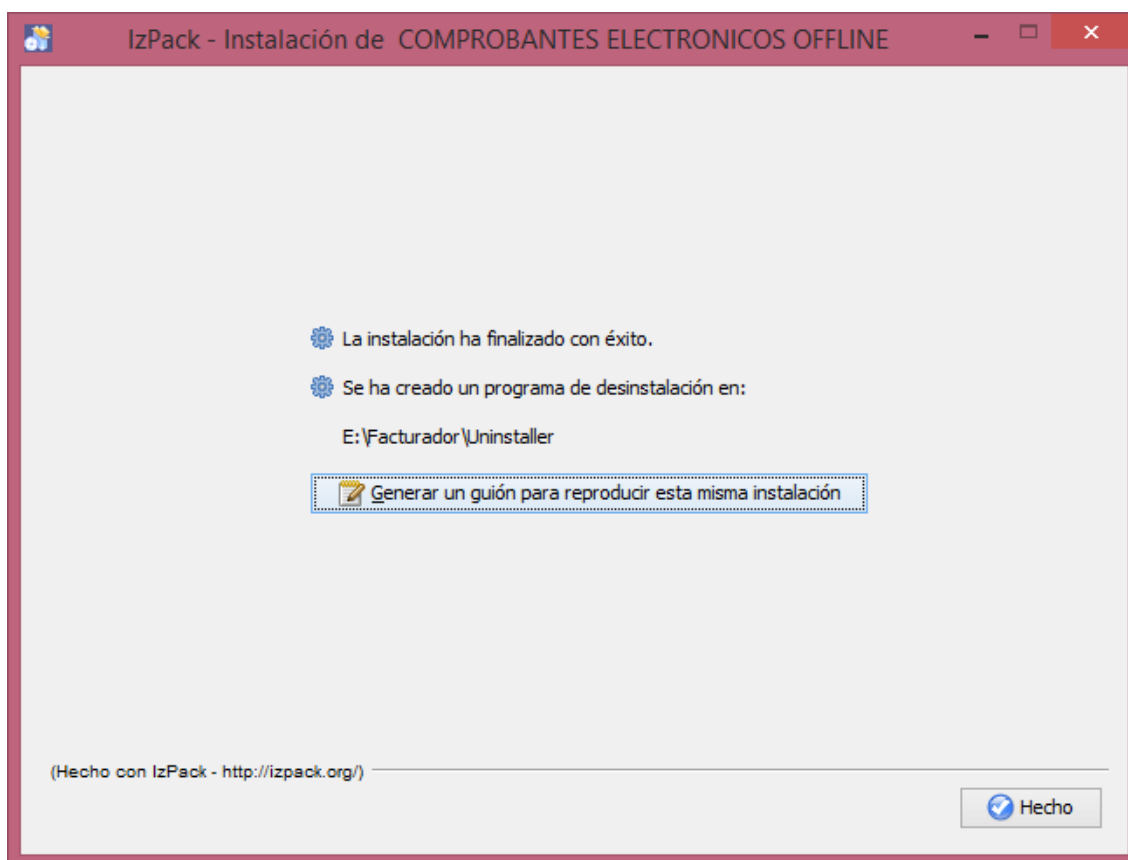 IzPack - Instalación de  COMPROBANTES ELECTRONICOS OFFLINE
La instalación ha finalizado con éxito.
Se ha creado un programa de desinstalación en:
E:\Facturador\Uninstaller
Generar un guión para reproducir esta misma instalación
(Hecho con IzPack - http://izpack.org/)
Hecho